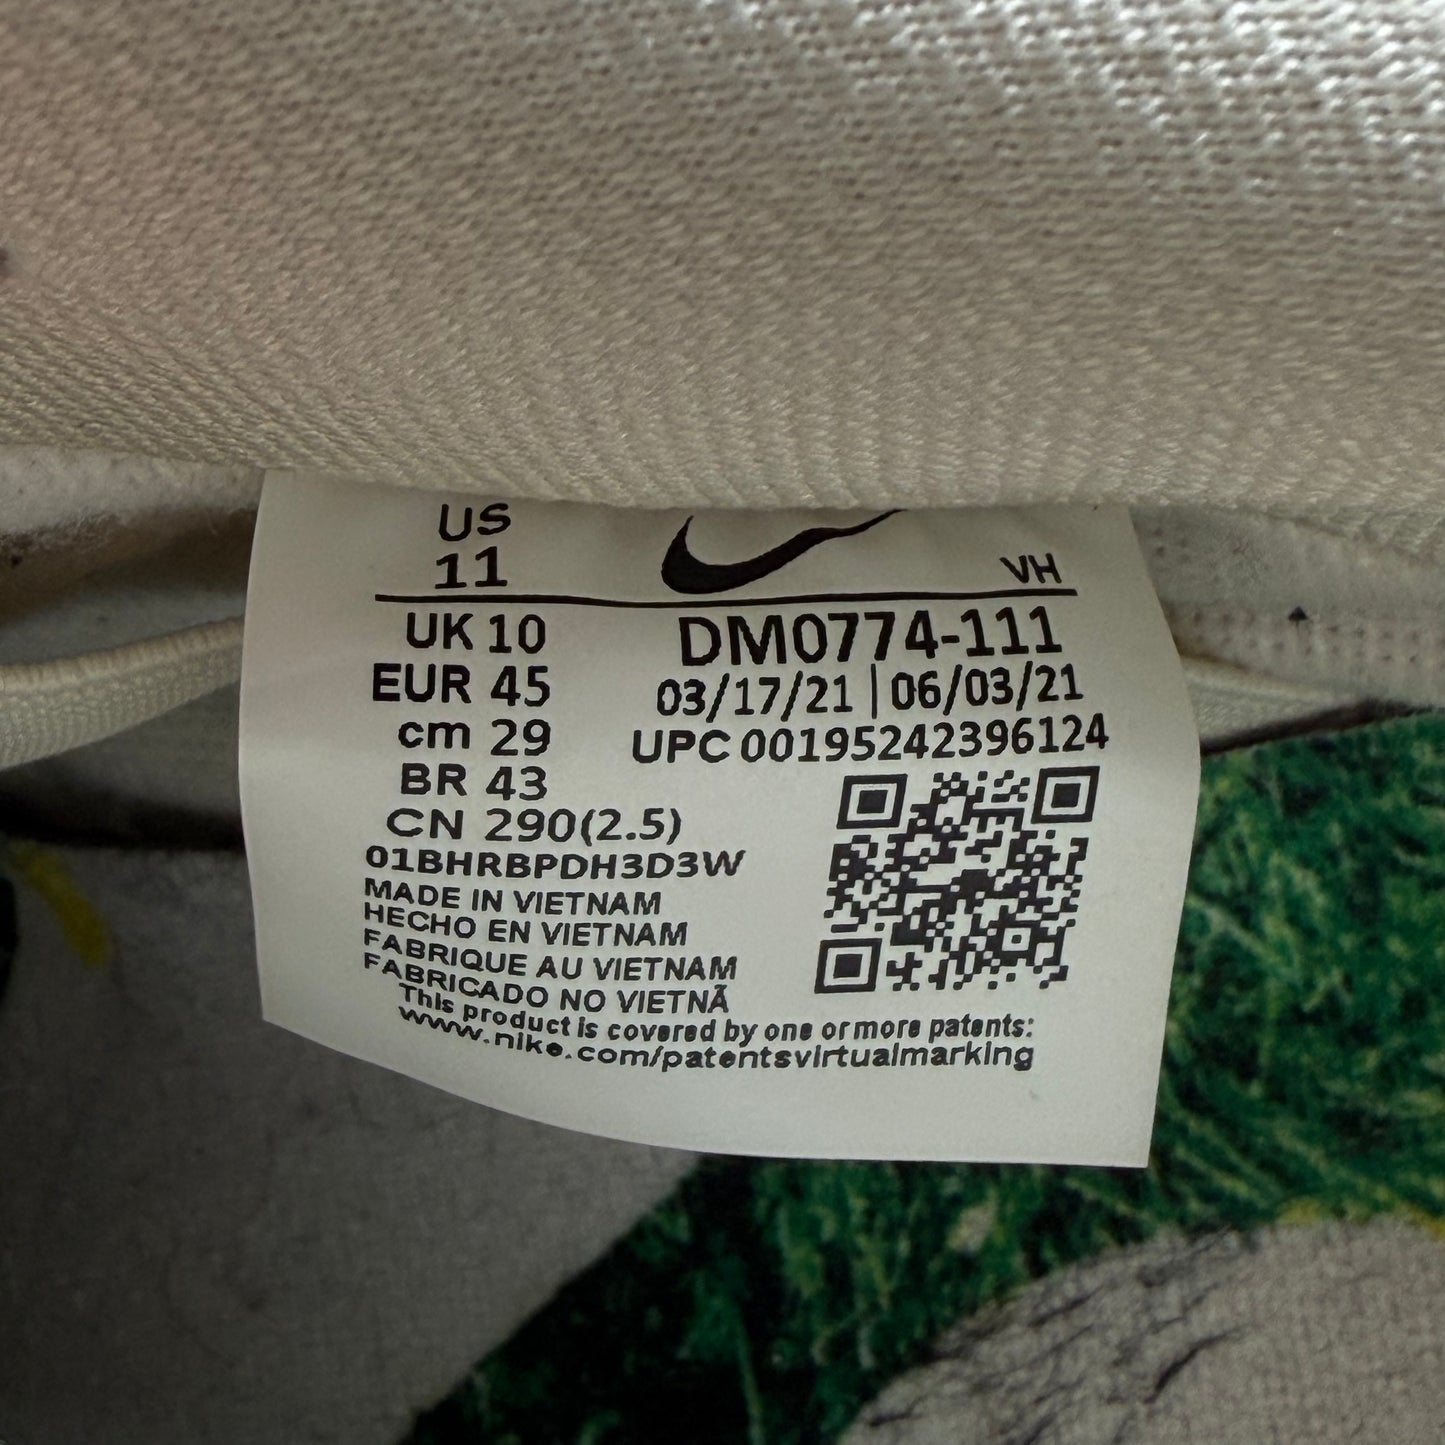 US
11
VH
UK 10
EUR 45
cm 29
BR 43
CN 290(2.5)
DM0774-111
03/17/21 | 06/03/21
UPC 00195242396124
01BHRBPDH3D3W
MADE IN VIETNAM
HECHO EN VIETNAM
FABRIQUE AU VIETNAM
FABRICADO NO VIETNÃ
This product is covered by one or more patents:
www.nike.com/patentsvirtualmarking